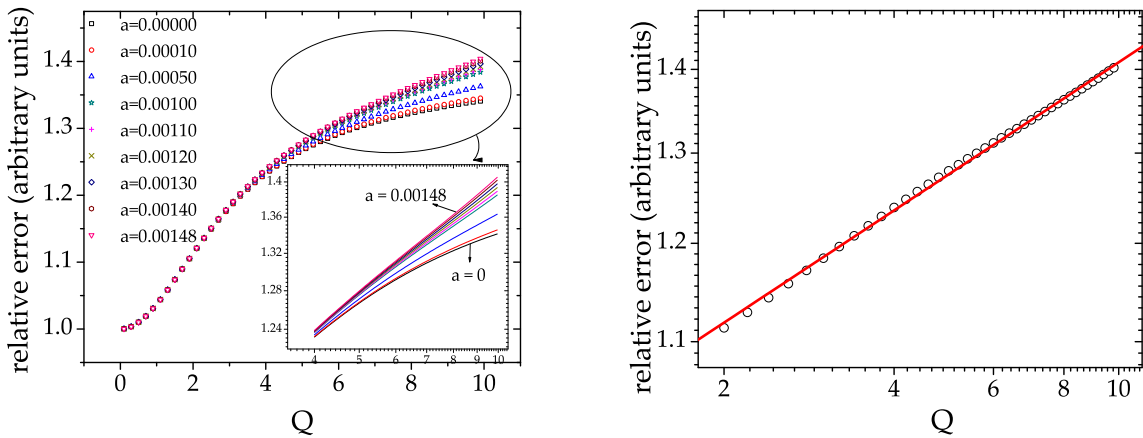 relative error (arbitrary units)
1.4
1.3
1.2
1.1
1.0
a=0.00000
a=0.00010
a=0.00050
a=0.00100
a=0.00110
a=0.00120
a=0.00130
a=0.00140
a=0.00148
1.4
1.36
1.32
1.28
1.24
a = 0.00148
a = 0
4 5 6 7 8 9 10
0 2 4 6 8 10
Q
relative error (arbitrary units)
1.4
1.3
1.2
1.1
2 4 6 8 10
Q